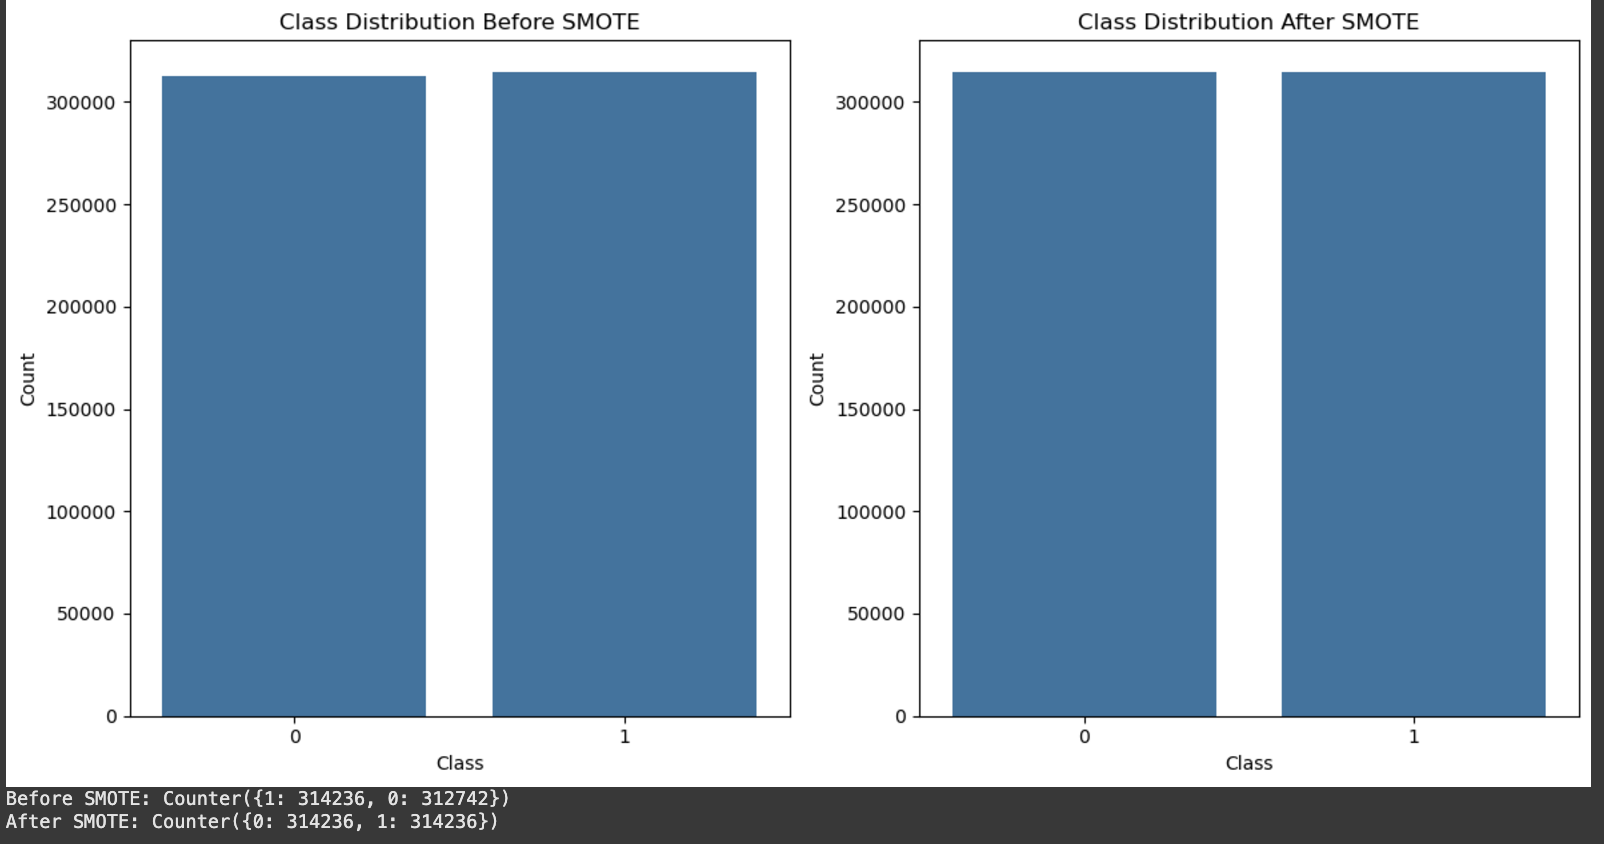 Class Distribution Before SMOTE
300000
250000
200000
150000
100000
50000
0
Count
0 1
Class
Class Distribution After SMOTE
300000
250000
200000
150000
100000
50000
0
Count
0 1
Class
Before SMOTE: Counter({1: 314236, 0: 312742})
After SMOTE: Counter({0: 314236, 1: 314236})